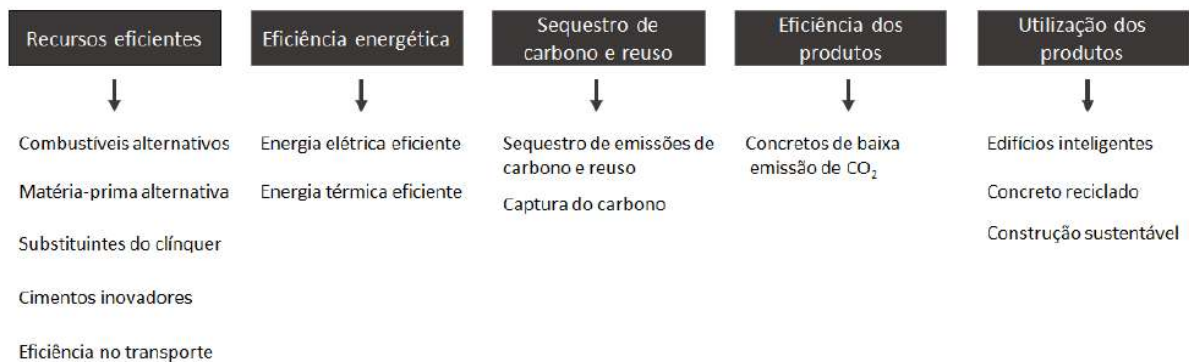 Recursos eficientes
Combustíveis alternativos
Matéria-prima alternativa
Substituintes do clínquer
Cimentos inovadores
Eficiência no transporte
Eficiência energética
Energia elétrica eficiente
Energia térmica eficiente
Sequestro de
carbono e reuso
Sequestro de emissões de
carbono e reuso
Captura do carbono
Eficiência dos
produtos
Concretos de baixa
emissão de CO₂
Utilização dos
produtos
Edifícios inteligentes
Concreto reciclado
Construção sustentável